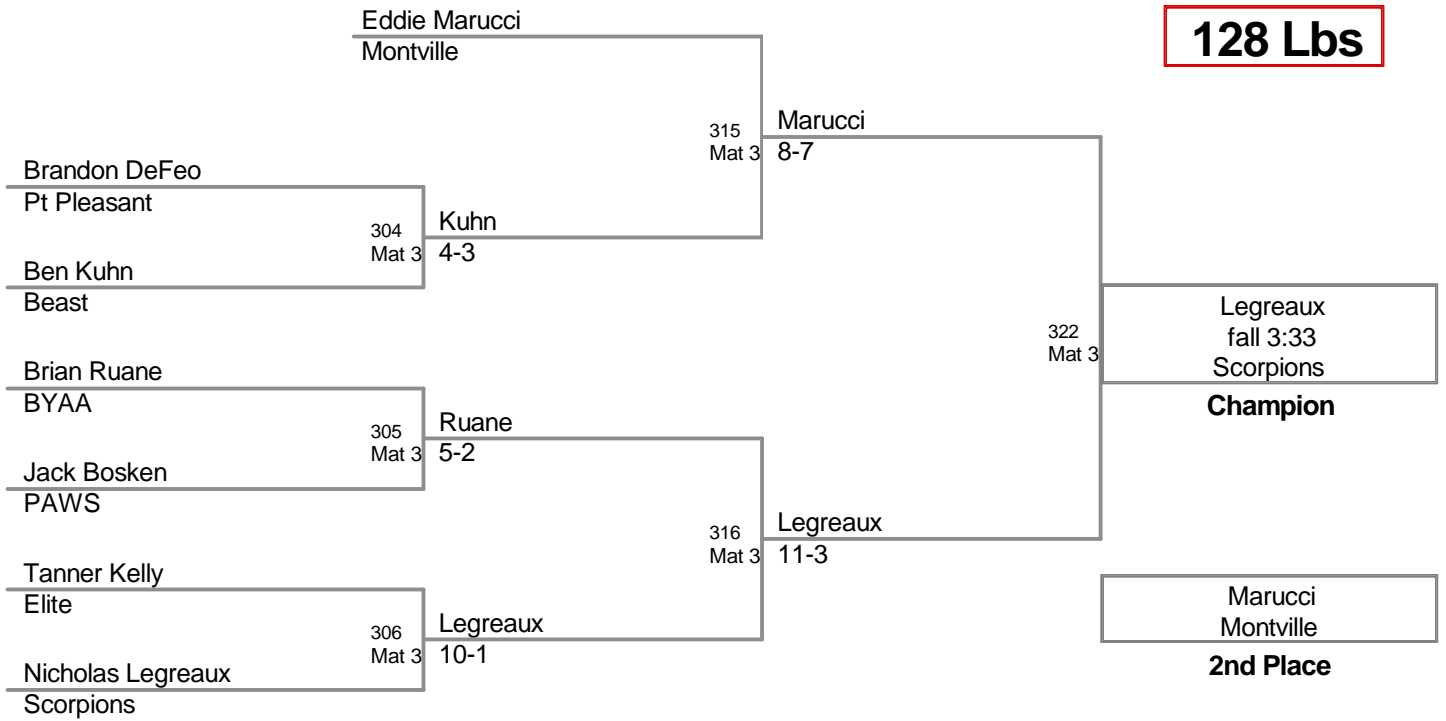 Eddie Marucci
Montville
128 Lbs
315
Mat 3
Marucci
8-7
Brandon DeFeo
Pt Pleasant
304
Mat 3
Kuhn
4-3
Ben Kuhn
Beast
322
Mat 3
Legreaux
fall 3:33
Scorpions
Champion
Brian Ruane
BYAA
305
Mat 3
Ruane
5-2
Jack Bosken
PAWS
316
Mat 3
Legreaux
11-3
Tanner Kelly
Elite
306
Mat 3
Legreaux
10-1
Nicholas Legreaux
Scorpions
Marucci
Montville
2nd Place